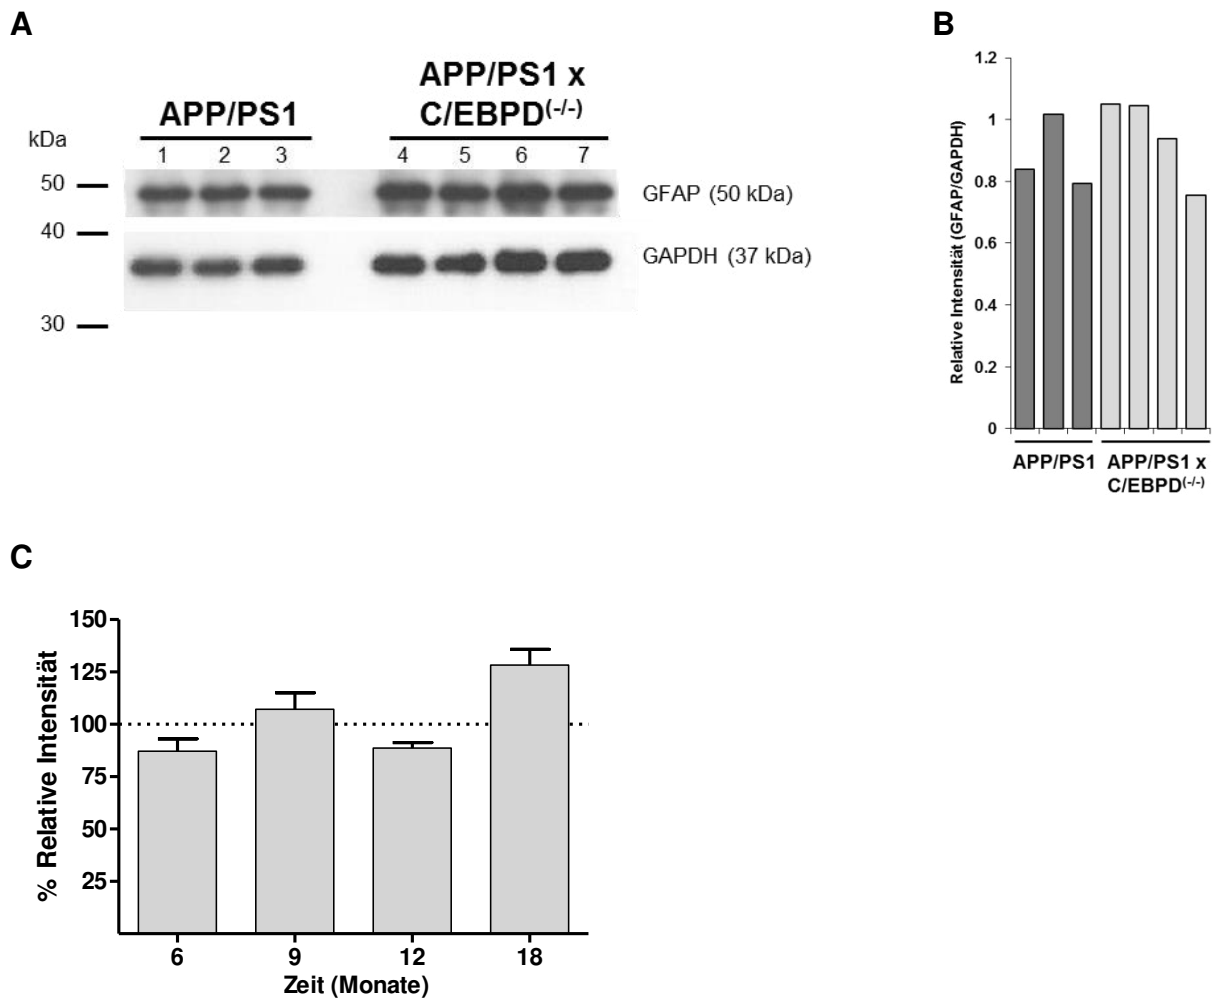 A
APP/PS1
APP/PS1 x
C/EBPD(-/-)
kDa
1 2 3 4 5 6 7
50
GFAP (50 kDa)
40
GAPDH (37 kDa)
30
B
Relative Intensität (GFAP/GAPDH)
1.2
1
0.8
0.6
0.4
0.2
0
APP/PS1
APP/PS1 x
C/EBPD(-/-)
C
% Relative Intensität
150
125
100
75
50
25
6 9 12 18
Zeit (Monate)